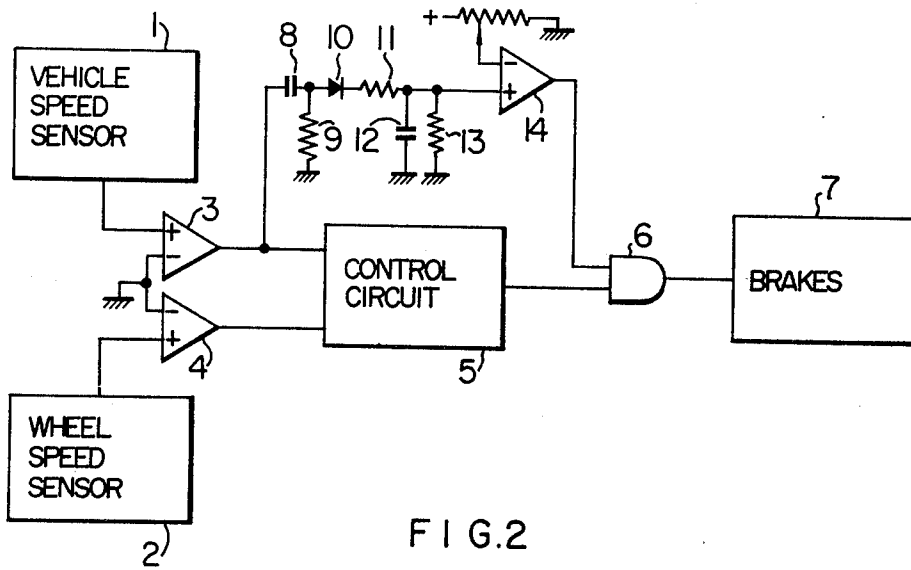 1
VEHICLE
SPEED
SENSOR
8
10
11
+
9
12
13
−
+
14
3
+
−
−
+
4
CONTROL
CIRCUIT
5
6
7
BRAKES
WHEEL
SPEED
SENSOR
2
FIG.2